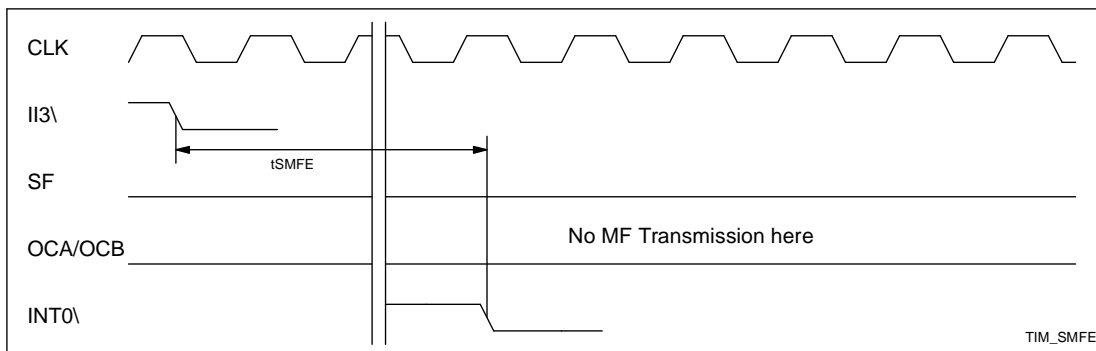 CLK
II3\
tSMFE
SF
No MF Transmission here
OCA/OCB
INT0\
TIM_SMFE